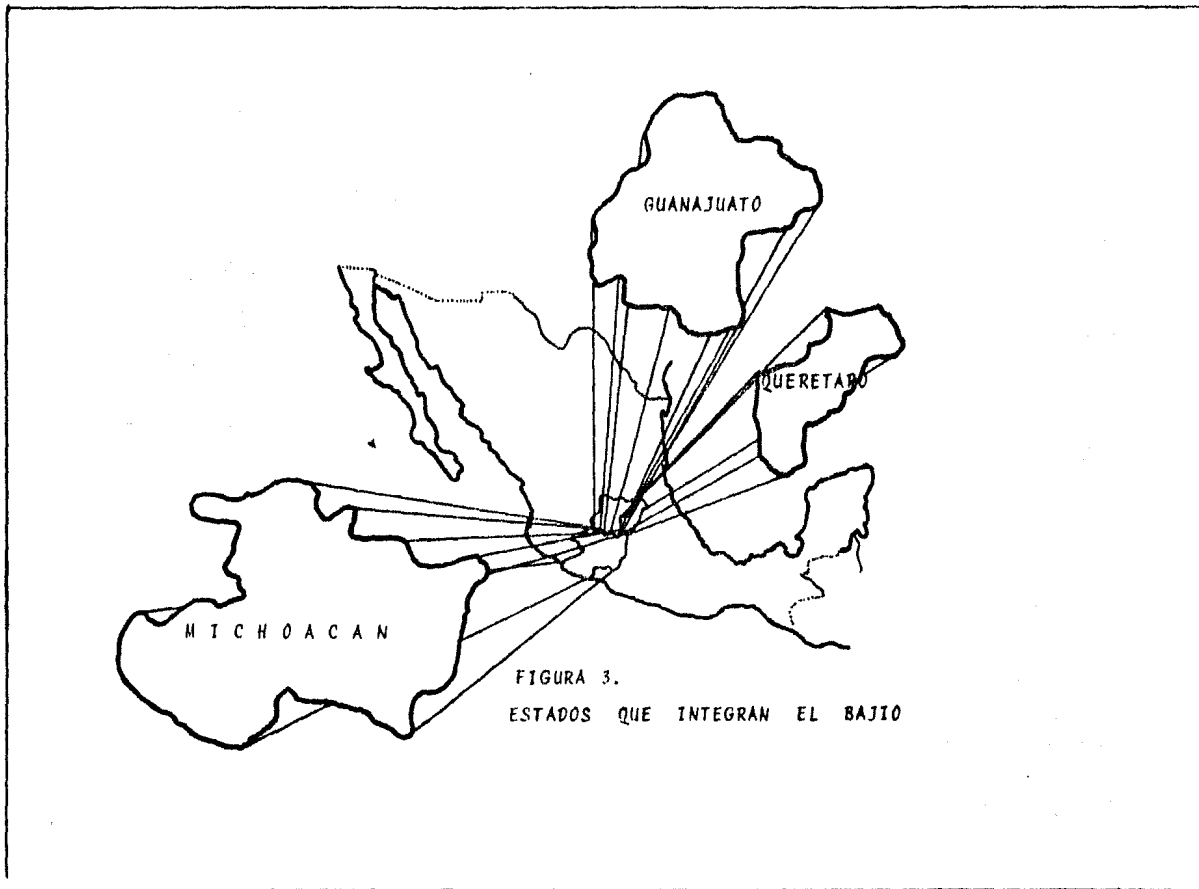 GUANAJUATO
QUERETARO
MICHOACAN
FIGURA 3.
ESTADOS QUE INTEGRAN EL BAJIO